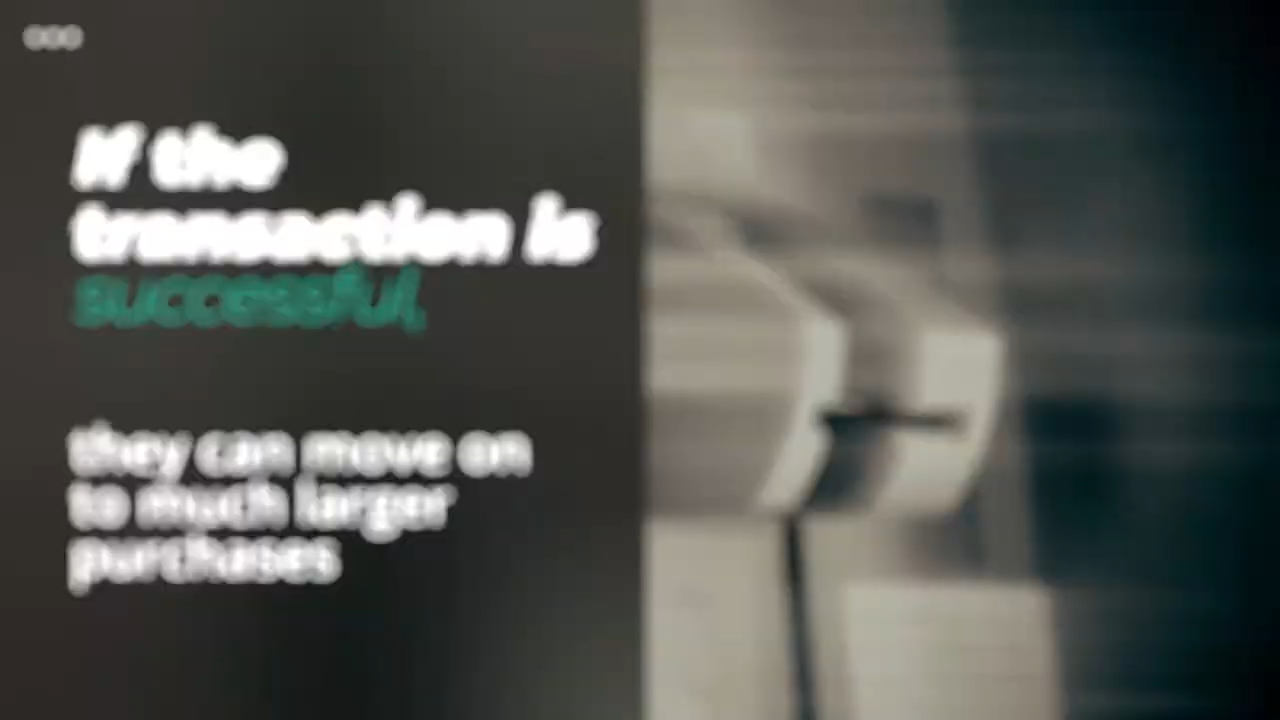 If the
transaction is
successful,
they can move on
to much larger
purchases